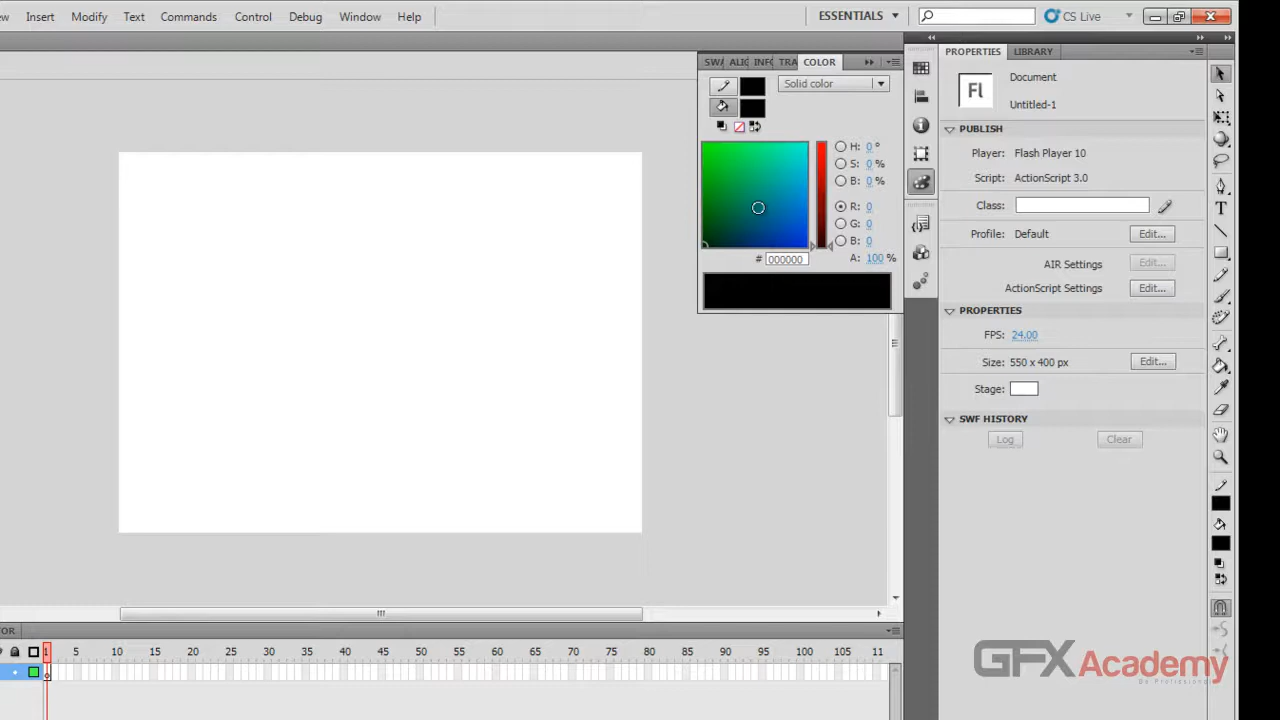 Insert Modify Text Commands Control Debug Window Help
ESSENTIALS
CS Live
PROPERTIES LIBRARY
COLOR
Solid color
Fl
Document
Untitled-1
PUBLISH
Player: Flash Player 10
Script: ActionScript 3.0
Class:
Profile: Default Edit...
AIR Settings Edit...
ActionScript Settings Edit...
PROPERTIES
FPS: 24.00
Size: 550 x 400 px Edit...
Stage:
SWF HISTORY
Log Clear
H: 0 °
S: 0 %
B: 0 %
R: 0
G: 0
B: 0
# 000000 A: 100 %
OR
1 5 10 15 20 25 30 35 40 45 50 55 60 65 70 75 80 85 90 95 100 105 11
GFX Academy